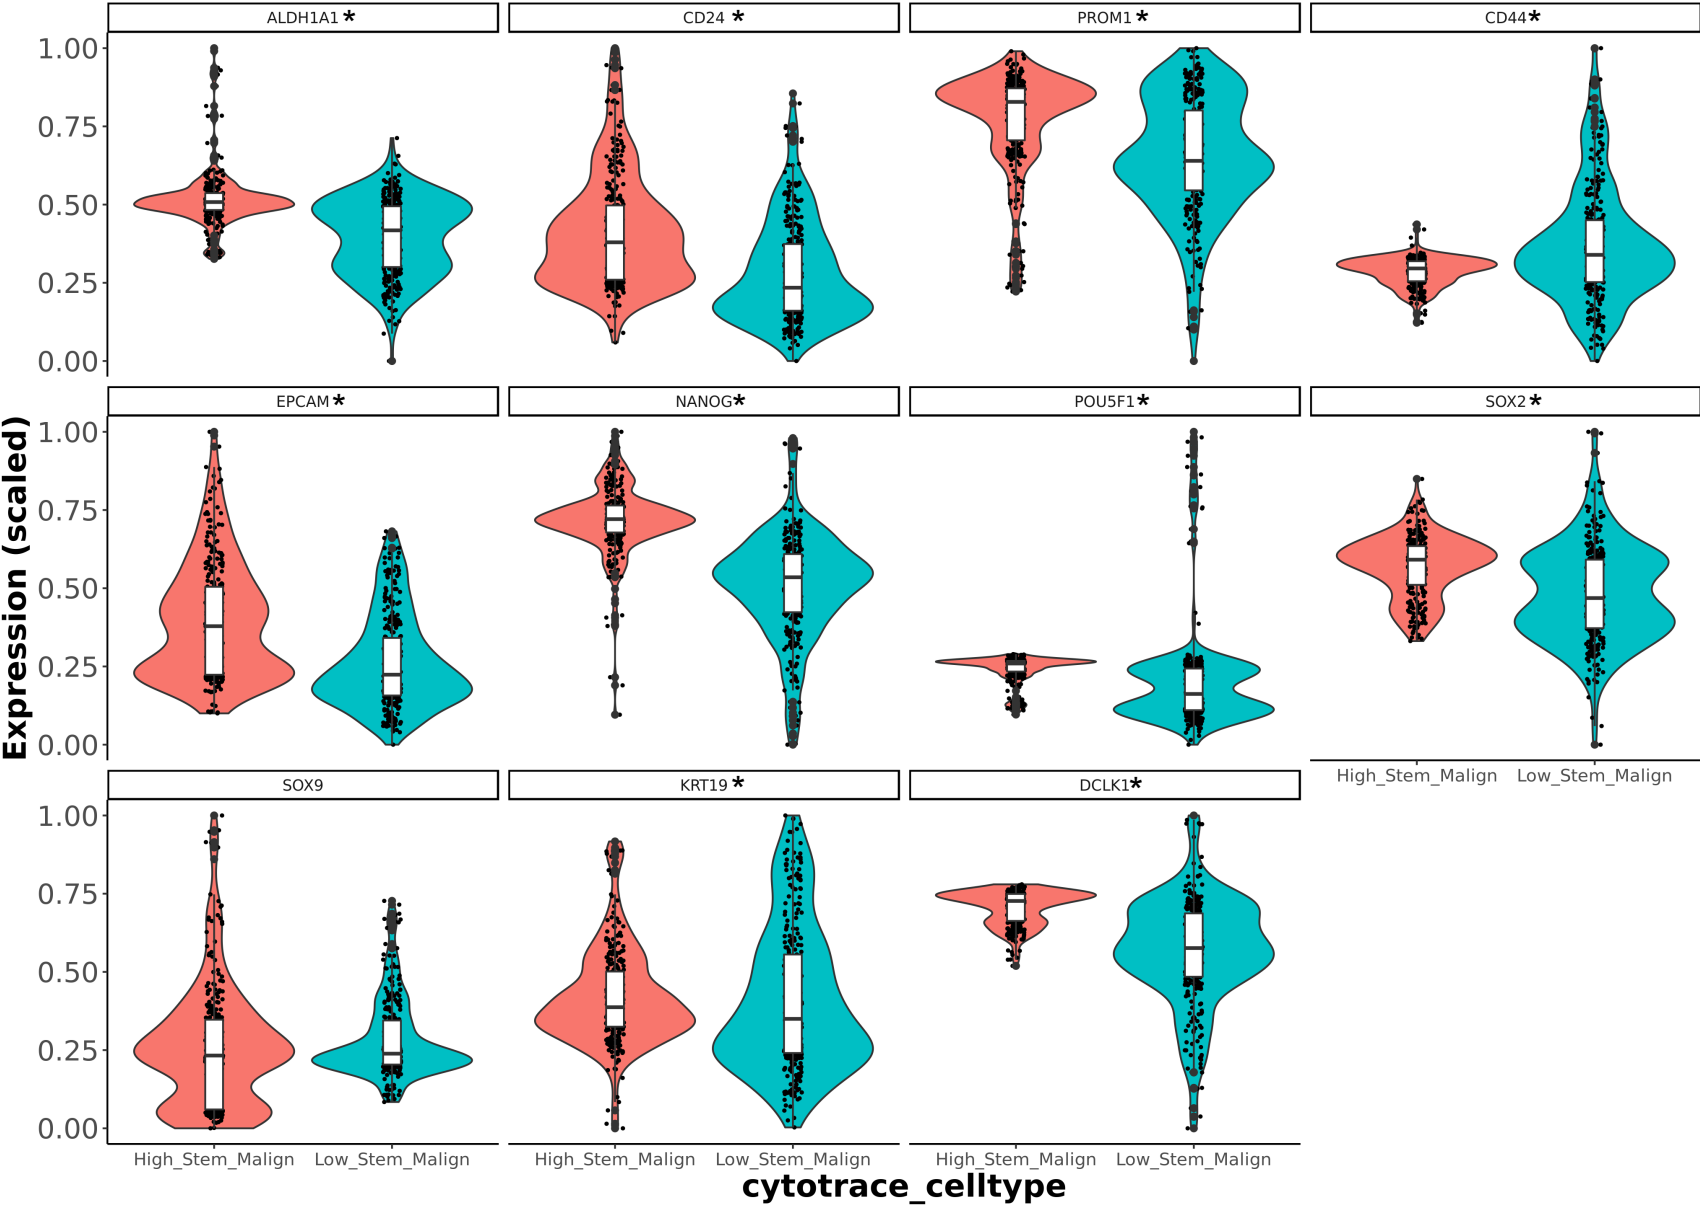 ALDH1A1 * CD24 * PROM1 * CD44*
1.00
0.75
0.50
0.25
0.00
EPCAM * NANOG* POU5F1* SOX2*
1.00
0.75
0.50
0.25
0.00
High_Stem_Malign Low_Stem_Malign
SOX9 KRT19 * DCLK1*
1.00
0.75
0.50
0.25
0.00
High_Stem_Malign Low_Stem_Malign High_Stem_Malign Low_Stem_Malign High_Stem_Malign Low_Stem_Malign
cytotrace_celltype
Expression (scaled)